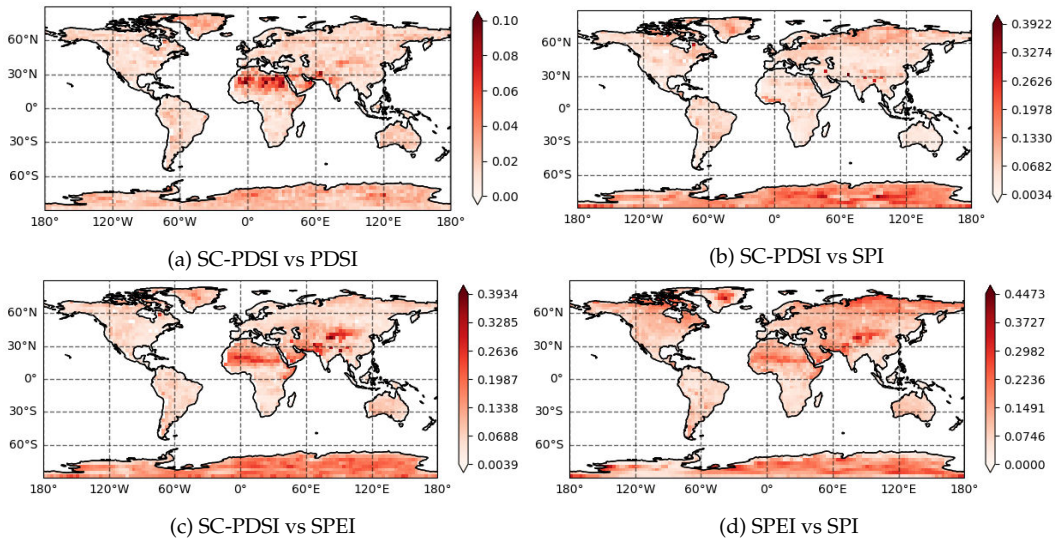 60°N
30°N
0°
30°S
60°S
180° 120°W 60°W 0° 60°E 120°E 180°
0.10
0.08
0.06
0.04
0.02
0.00
(a) SC-PDSI vs PDSI
60°N
30°N
0°
30°S
60°S
180° 120°W 60°W 0° 60°E 120°E 180°
0.3922
0.3274
0.2626
0.1978
0.1330
0.0682
0.0034
(b) SC-PDSI vs SPI
60°N
30°N
0°
30°S
60°S
180° 120°W 60°W 0° 60°E 120°E 180°
0.3934
0.3285
0.2636
0.1987
0.1338
0.0688
0.0039
(c) SC-PDSI vs SPEI
60°N
30°N
0°
30°S
60°S
180° 120°W 60°W 0° 60°E 120°E 180°
0.4473
0.3727
0.2982
0.2236
0.1491
0.0746
0.0000
(d) SPEI vs SPI